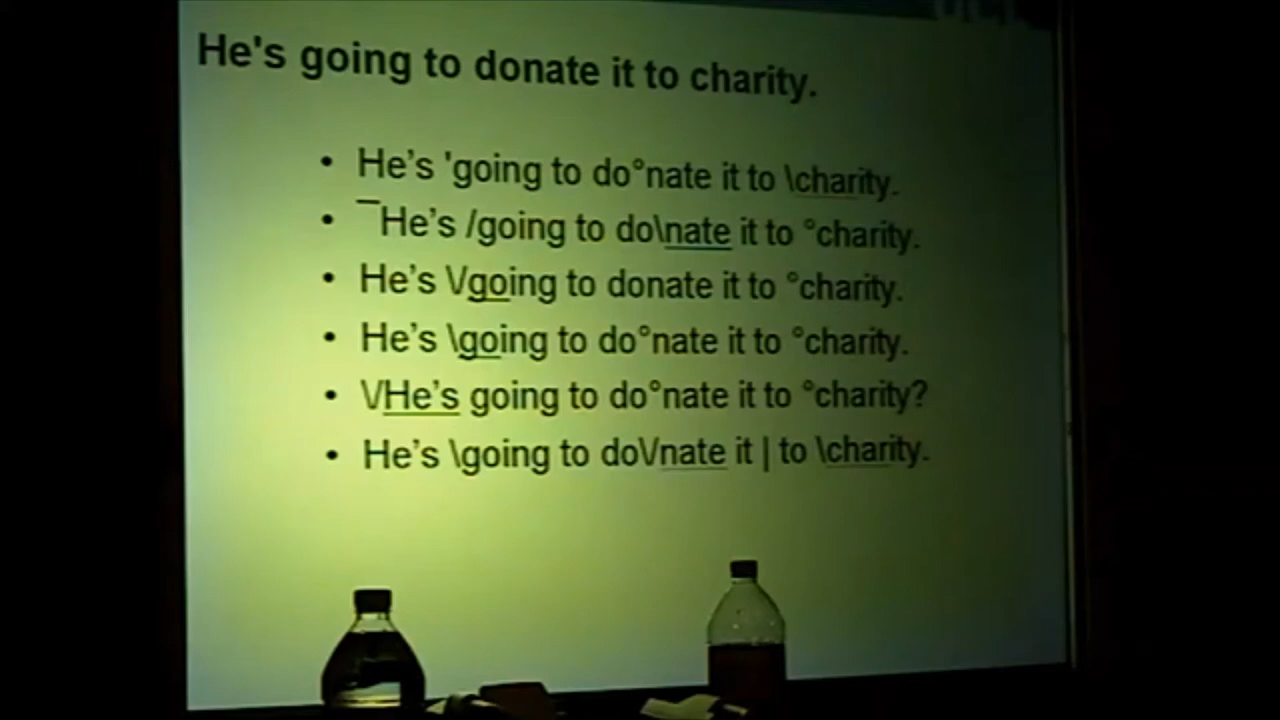 He's going to donate it to charity.
• He's 'going to do°nate it to \charity.
• ¯He's /going to do\nate it to °charity.
• He's \/going to donate it to °charity.
• He's \going to do°nate it to °charity.
• \/He's going to do°nate it to °charity?
• He's \going to do\/nate it | to \charity.